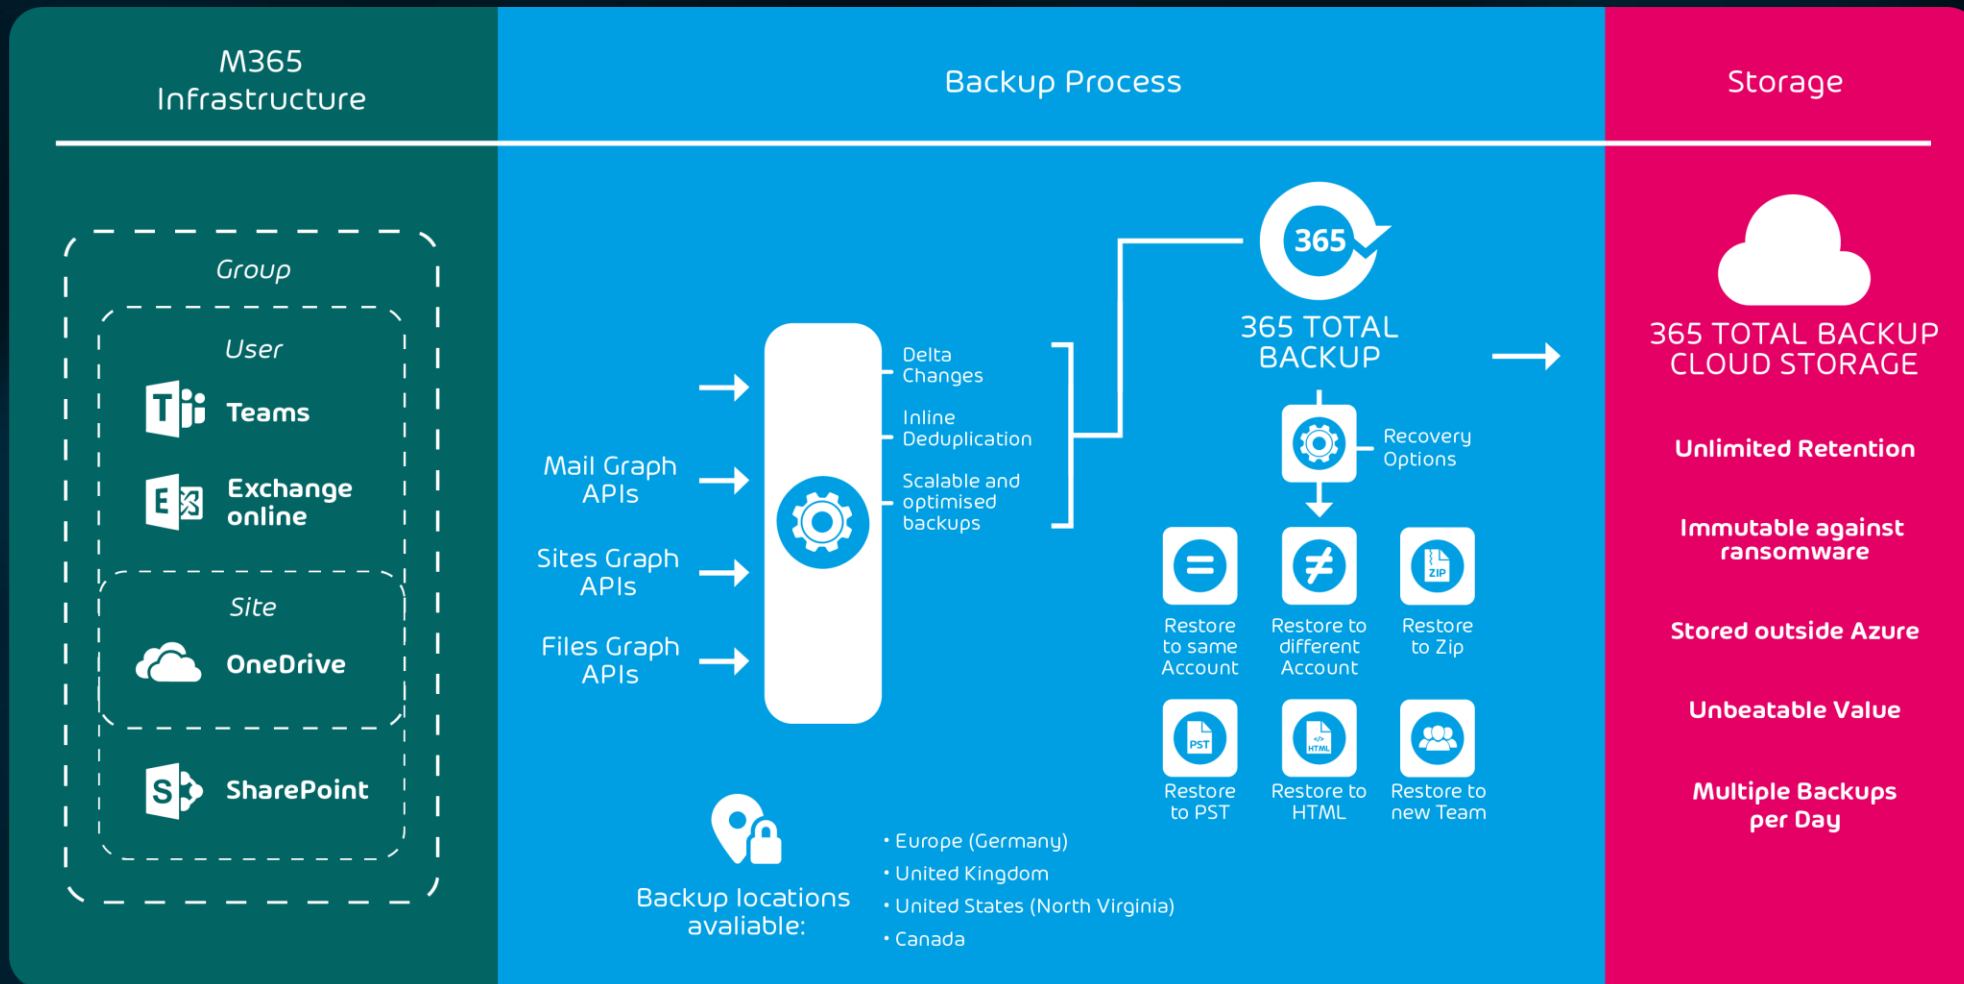 M365
Infrastructure
Backup Process
Storage
Group
User
Teams
Exchange
online
Site
OneDrive
SharePoint
Mail Graph
APIs
Sites Graph
APIs
Files Graph
APIs
Delta
Changes
Inline
Deduplication
Scalable and
optimised
backups
365
365 TOTAL
BACKUP
Recovery
Options
Restore
to same
Account
Restore to
different
Account
ZIP
Restore
to Zip
PST
Restore
to PST
HTML
Restore to
HTML
Restore to
new Team
Backup locations
avaliable:
• Europe (Germany)
• United Kingdom
• United States (North Virginia)
• Canada
365 TOTAL BACKUP
CLOUD STORAGE
Unlimited Retention
Immutable against
ransomware
Stored outside Azure
Unbeatable Value
Multiple Backups
per Day